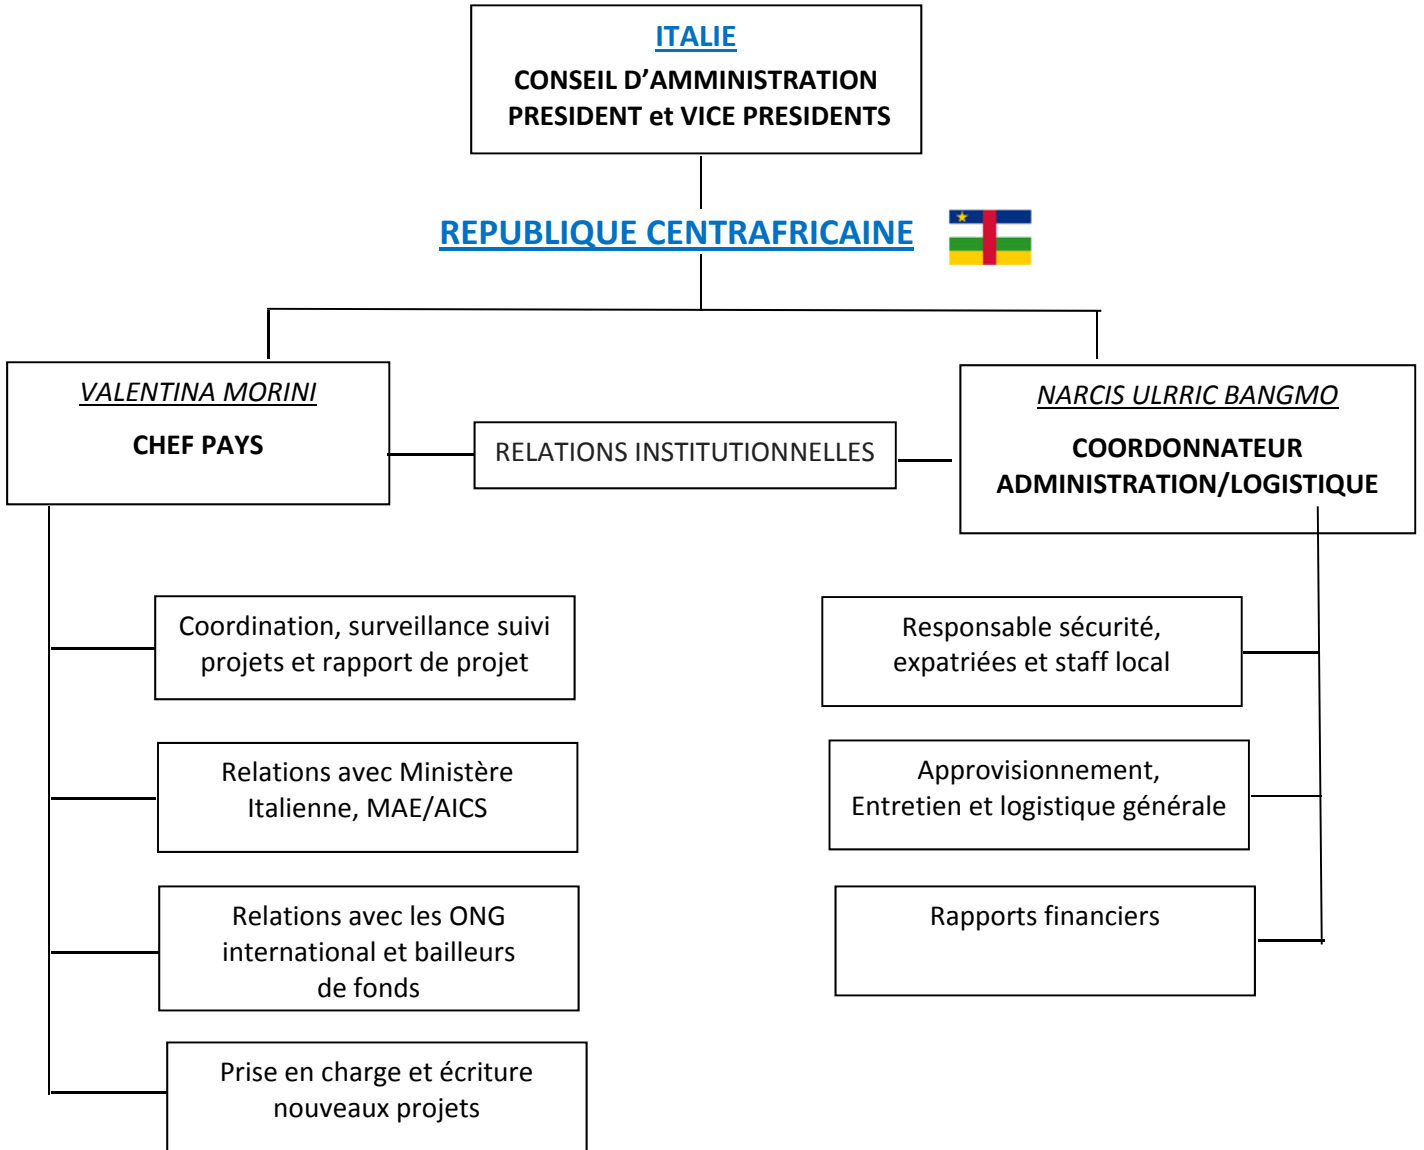 ITALIE
CONSEIL D’AMMINISTRATION
PRESIDENT et VICE PRESIDENTS
REPUBLIQUE CENTRAFRICAINE
VALENTINA MORINI
CHEF PAYS
RELATIONS INSTITUTIONNELLES
NARCIS ULRRIC BANGMO
COORDONNATEUR
ADMINISTRATION/LOGISTIQUE
Coordination, surveillance suivi
projets et rapport de projet
Relations avec Ministère
Italienne, MAE/AICS
Relations avec les ONG
international et bailleurs
de fonds
Prise en charge et écriture
nouveaux projets
Responsable sécurité,
expatriées et staff local
Approvisionnement,
Entretien et logistique générale
Rapports financiers